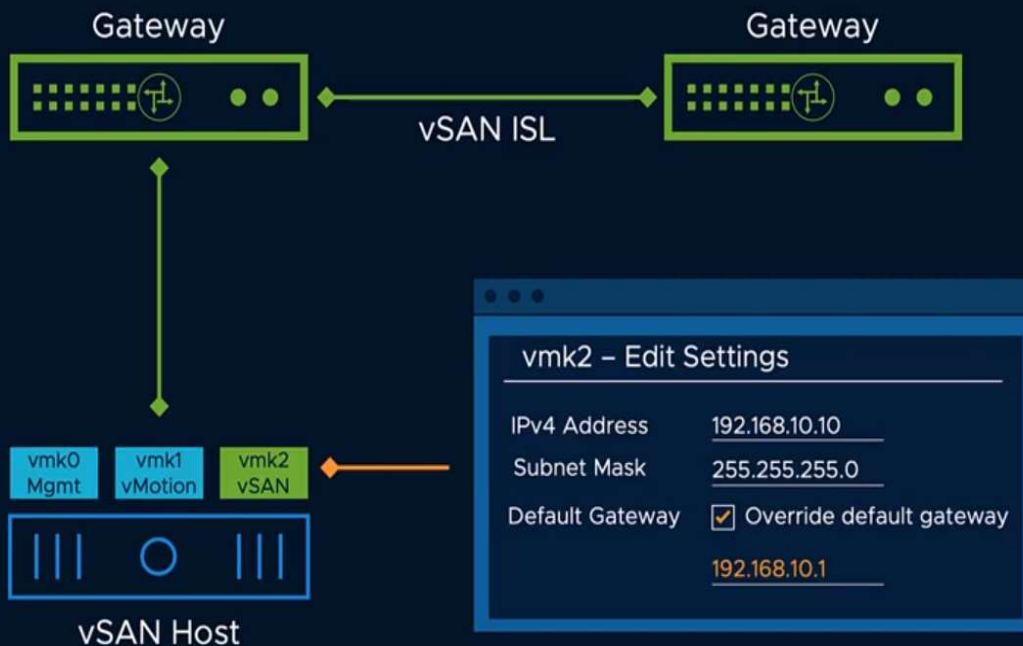 Gateway
Gateway
vSAN ISL
vmk0
Mgmt
vmk1
vMotion
vmk2
vSAN
vSAN Host
vmk2 – Edit Settings
IPv4 Address 192.168.10.10
Subnet Mask 255.255.255.0
Default Gateway Override default gateway
192.168.10.1